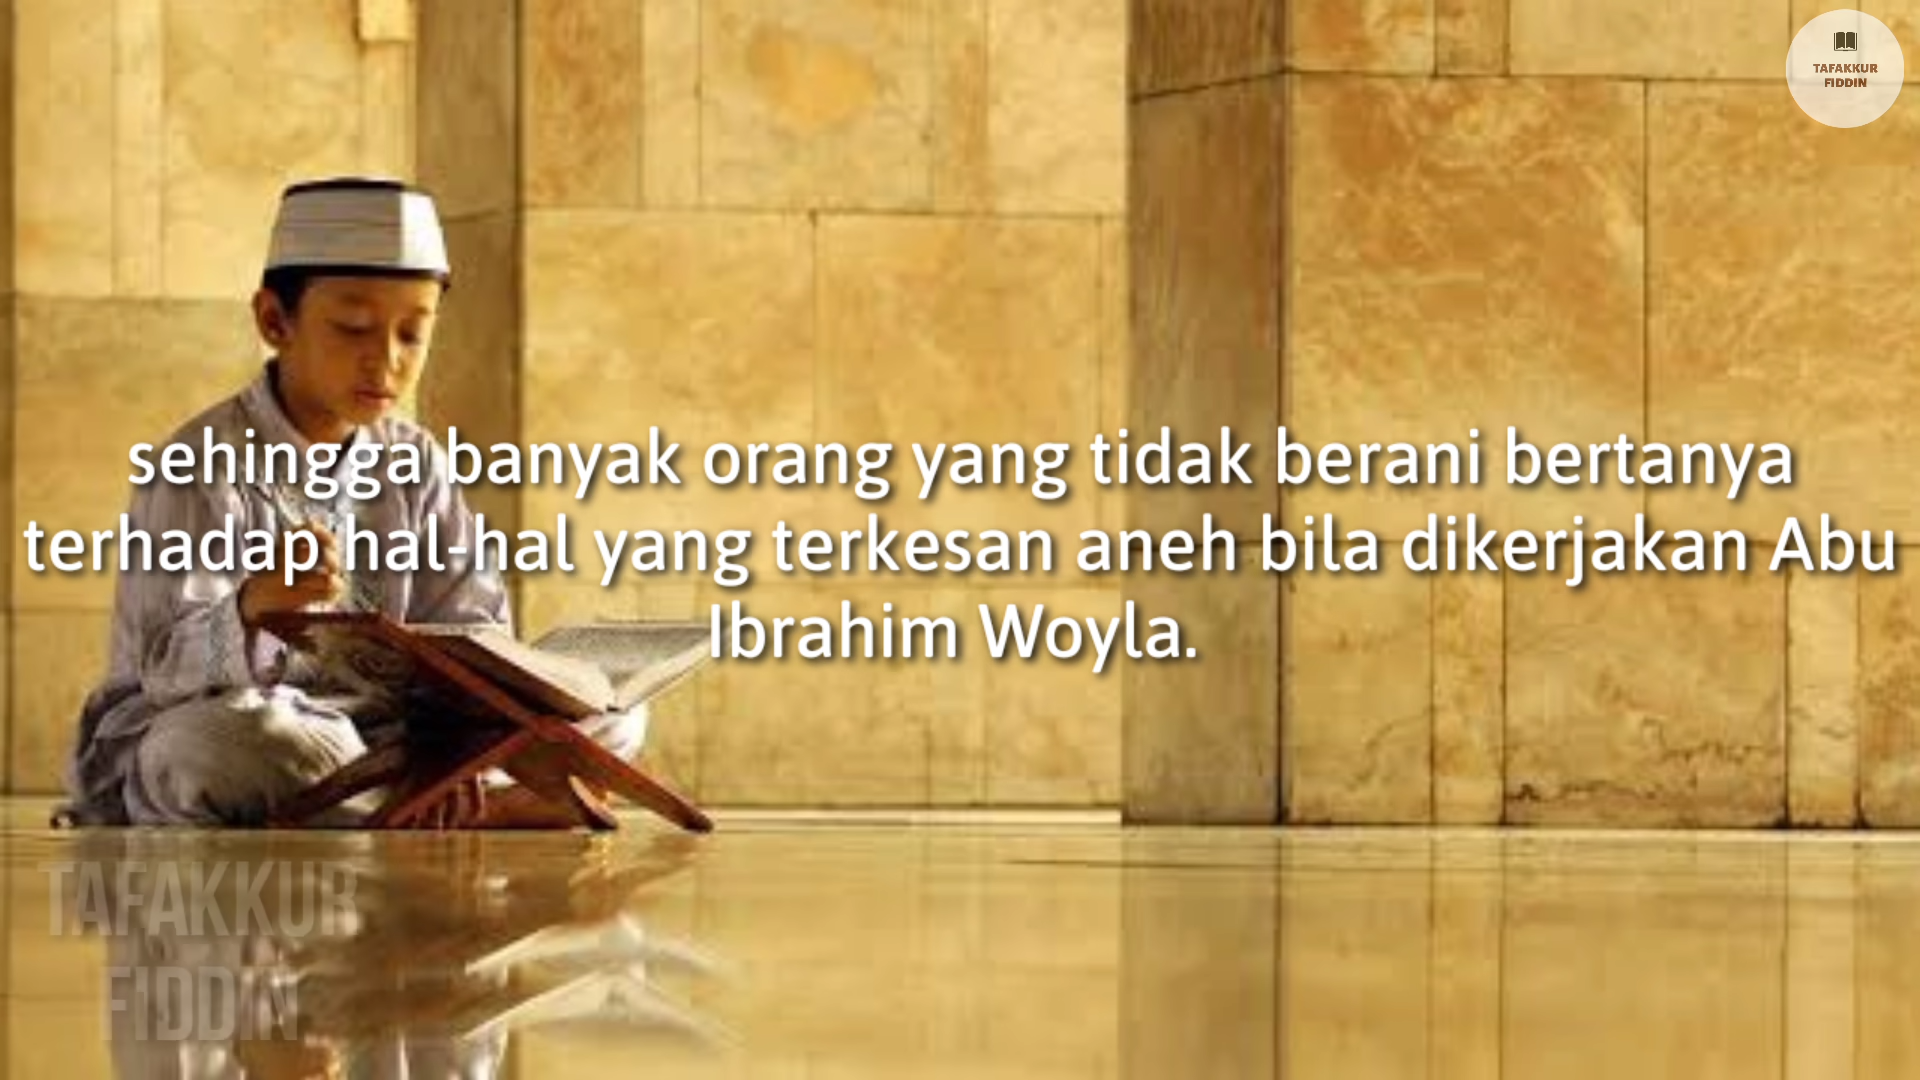 TAFAKKUR
FIDDIN
sehingga banyak orang yang tidak berani bertanya
terhadap hal-hal yang terkesan aneh bila dikerjakan Abu
Ibrahim Woyla.
TAFAKKUR
FIDDIN